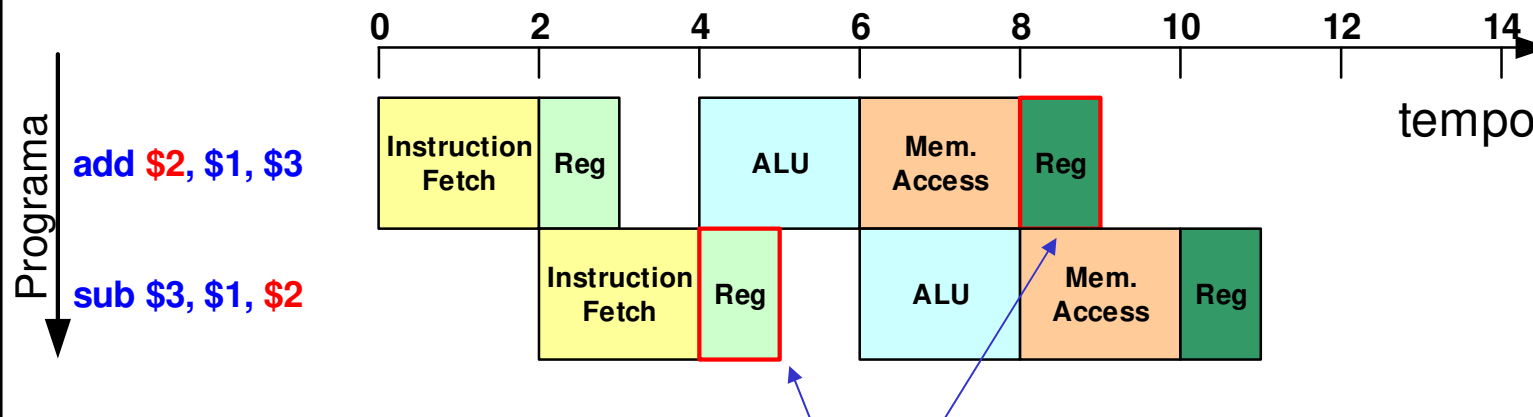 0 2 4 6 8 10 12 14
tempo
Programa
add $2, $1, $3
Instruction
Fetch
Reg
ALU
Mem.
Access
Reg
sub $3, $1, $2
Instruction
Fetch
Reg
ALU
Mem.
Access
Reg